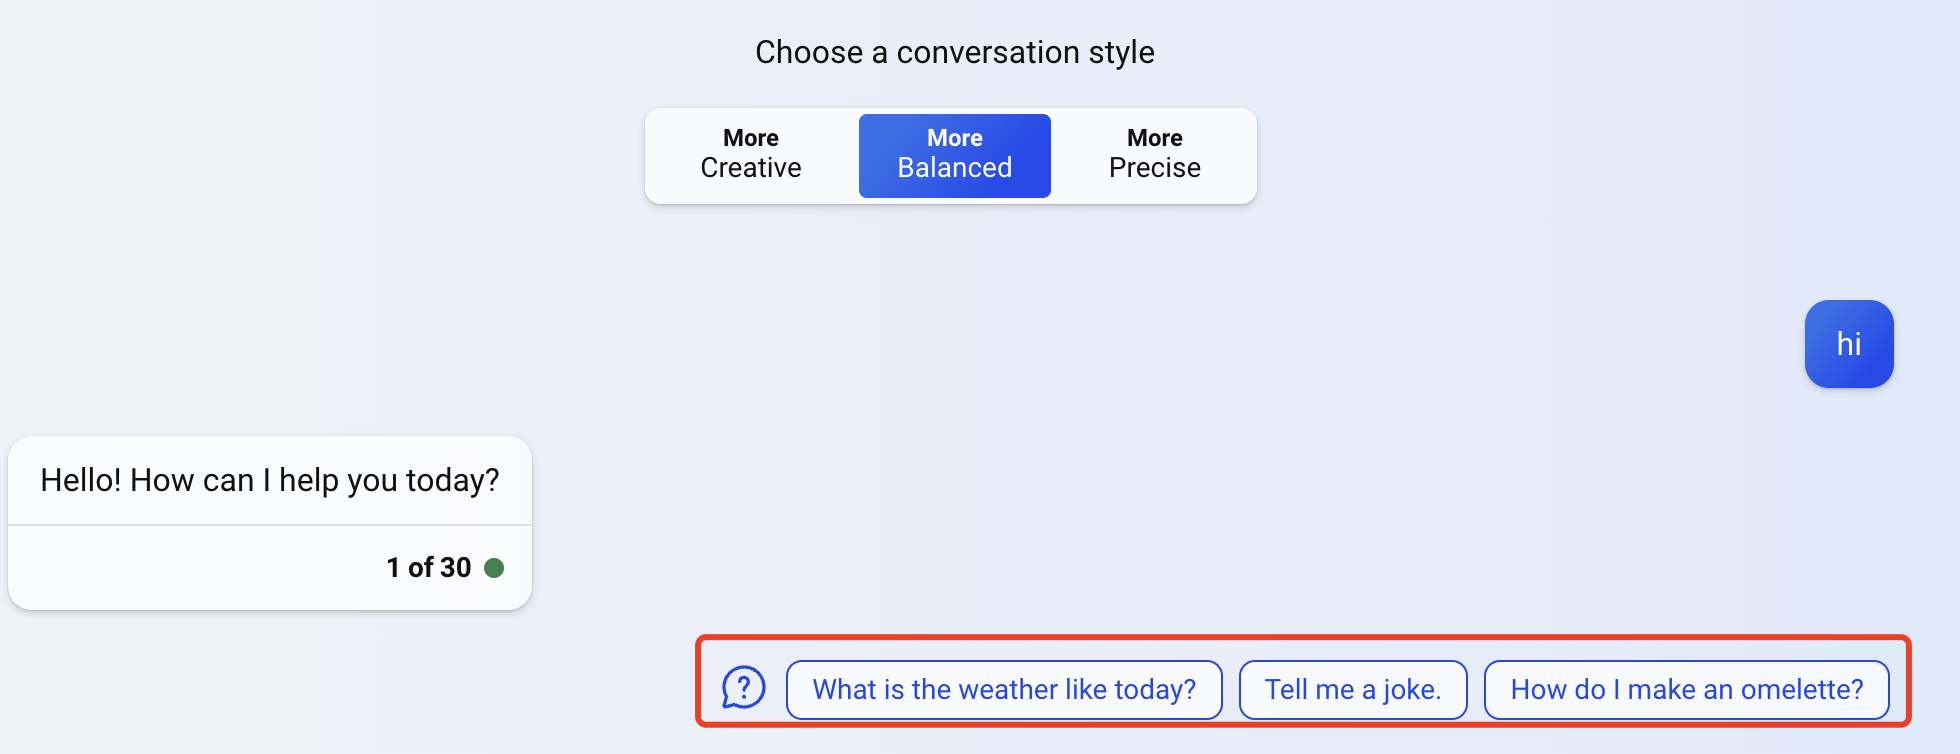 Choose a conversation style
More
Creative
More
Balanced
More
Precise
hi
Hello! How can I help you today?
1 of 30
?
What is the weather like today?
Tell me a joke.
How do I make an omelette?